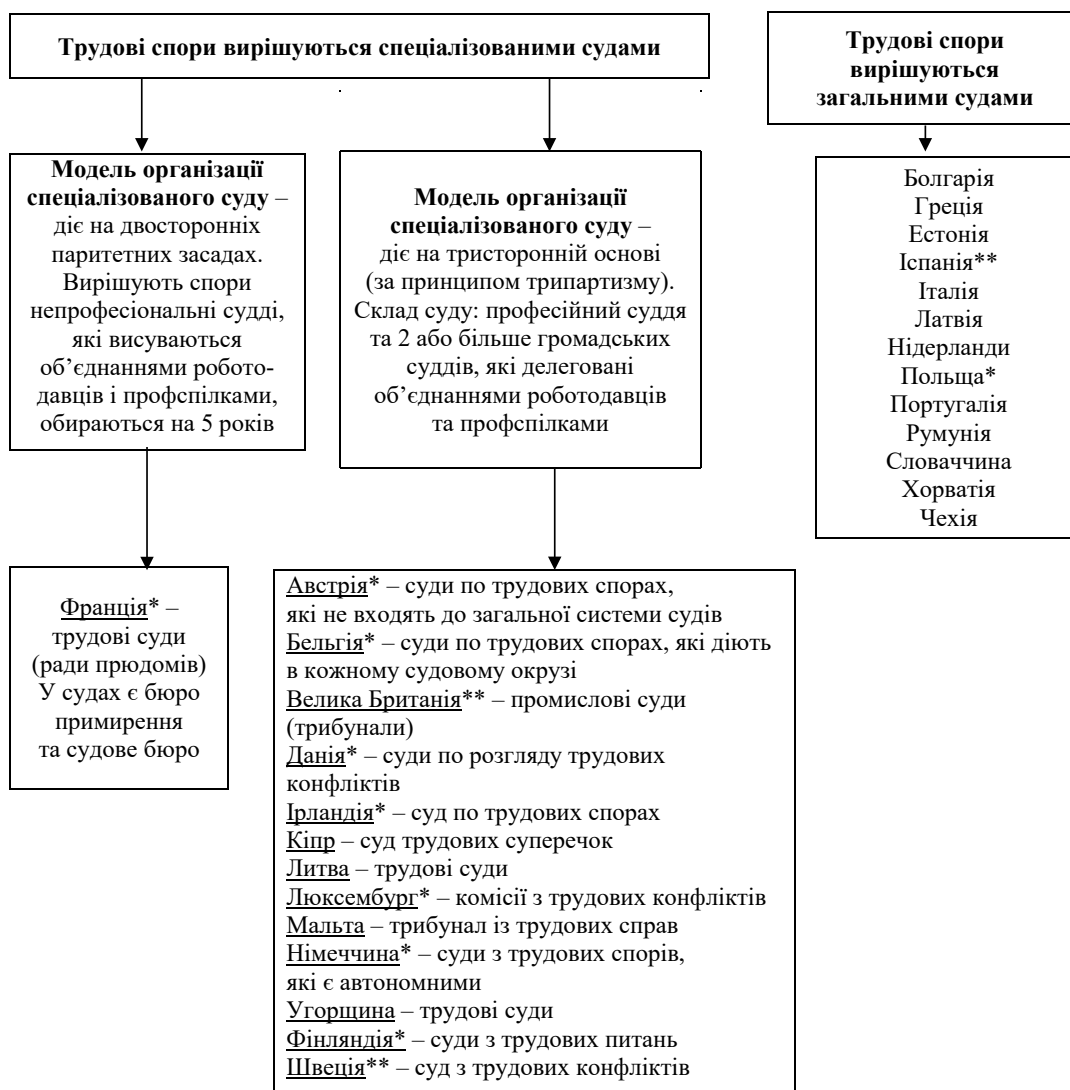 Трудові спори вирішуються спеціалізованими судами
Трудові спори
вирішуються
загальними судами
Модель організації
спеціалізованого суду –
діє на двосторонніх
паритетних засадах.
Вирішують спори
непрофесіональні судді,
які висуваються
об’єднаннями робото-
давців і профспілками,
обираються на 5 років
Модель організації
спеціалізованого суду –
діє на тристоронній основі
(за принципом трипартизму).
Склад суду: професійний суддя
та 2 або більше громадських
суддів, які делеговані
об’єднаннями роботодавців
та профспілками
Болгарія
Греція
Естонія
Іспанія**
Італія
Латвія
Нідерланди
Польща*
Португалія
Румунія
Словаччина
Хорватія
Чехія
Франція* –
трудові суди
(ради прюдомів)
У судах є бюро
примирення
та судове бюро
Австрія* – суди по трудових спорах,
які не входять до загальної системи судів
Бельгія* – суди по трудових спорах, які діють
в кожному судовому окрузі
Велика Британія** – промислові суди
(трибунали)
Данія* – суди по розгляду трудових
конфліктів
Ірландія* – суд по трудових спорах
Кіпр – суд трудових суперечок
Литва – трудові суди
Люксембург* – комісії з трудових конфліктів
Мальта – трибунал із трудових справ
Німеччина* – суди з трудових спорів,
які є автономними
Угорщина – трудові суди
Фінляндія* – суди з трудових питань
Швеція** – суд з трудових конфліктів